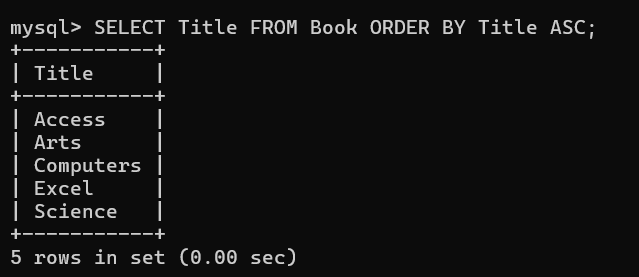 mysql> SELECT Title FROM Book ORDER BY Title ASC;
+-----------+
| Title     |
+-----------+
| Access    |
| Arts      |
| Computers |
| Excel     |
| Science   |
+-----------+
5 rows in set (0.00 sec)